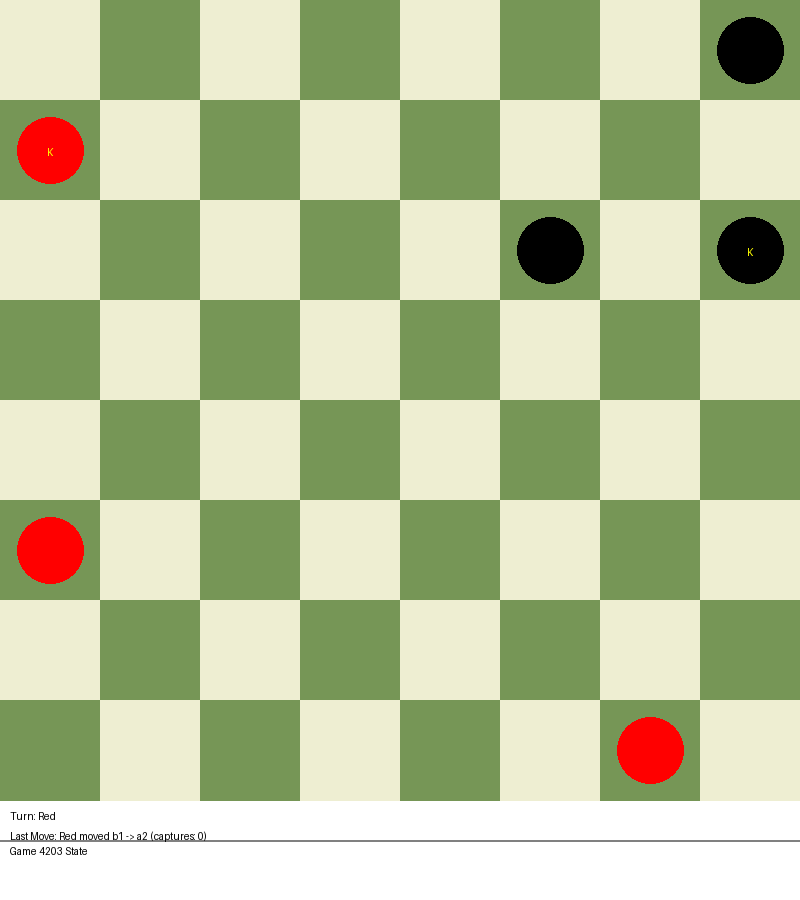 K
K
Turn: Red
Last Move: Red moved b1 -> a2 (captures: 0)
Game 4203 State